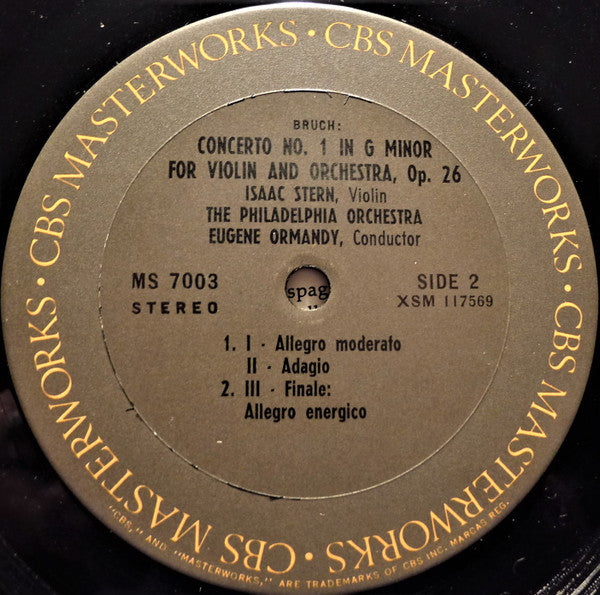 CBS MASTERWORKS · CBS MASTERWORKS · CBS MASTERWORKS · CBS MASTERWORKS · CBS MASTERWORKS ·
BRUCH:
CONCERTO NO. 1 IN G MINOR
FOR VIOLIN AND ORCHESTRA, Op. 26
ISAAC STERN, Violin
THE PHILADELPHIA ORCHESTRA
EUGENE ORMANDY, Conductor
MS 7003
STEREO
spag
SIDE 2
XSM 117569
1. I - Allegro moderato
II - Adagio
2. III - Finale:
Allegro energico
"CBS," AND "MASTERWORKS," ARE TRADEMARKS OF CBS INC. MARCAS REG.